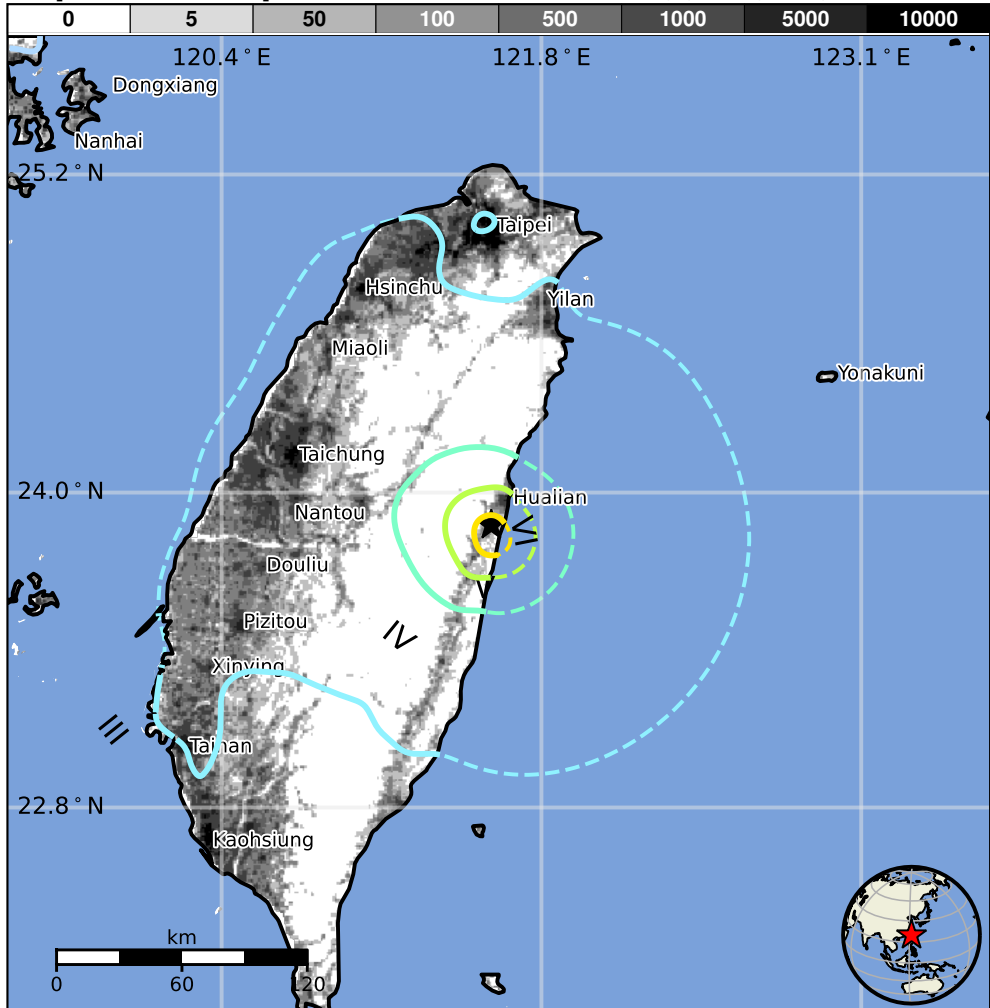 0 5 50 100 500 1000 5000 10000
120.4°E 121.8°E 123.1°E
Dongxiang
Nanhai
25.2°N
Taipei
Hsinchu
Yilan
Miaoli
Yonakuni
Taichung
24.0°N
Hualian
Nantou
VI
Douliu
V
Pizitou
IV
Xinying
III
Tainan
22.8°N
Kaohsiung
km
0 60 120